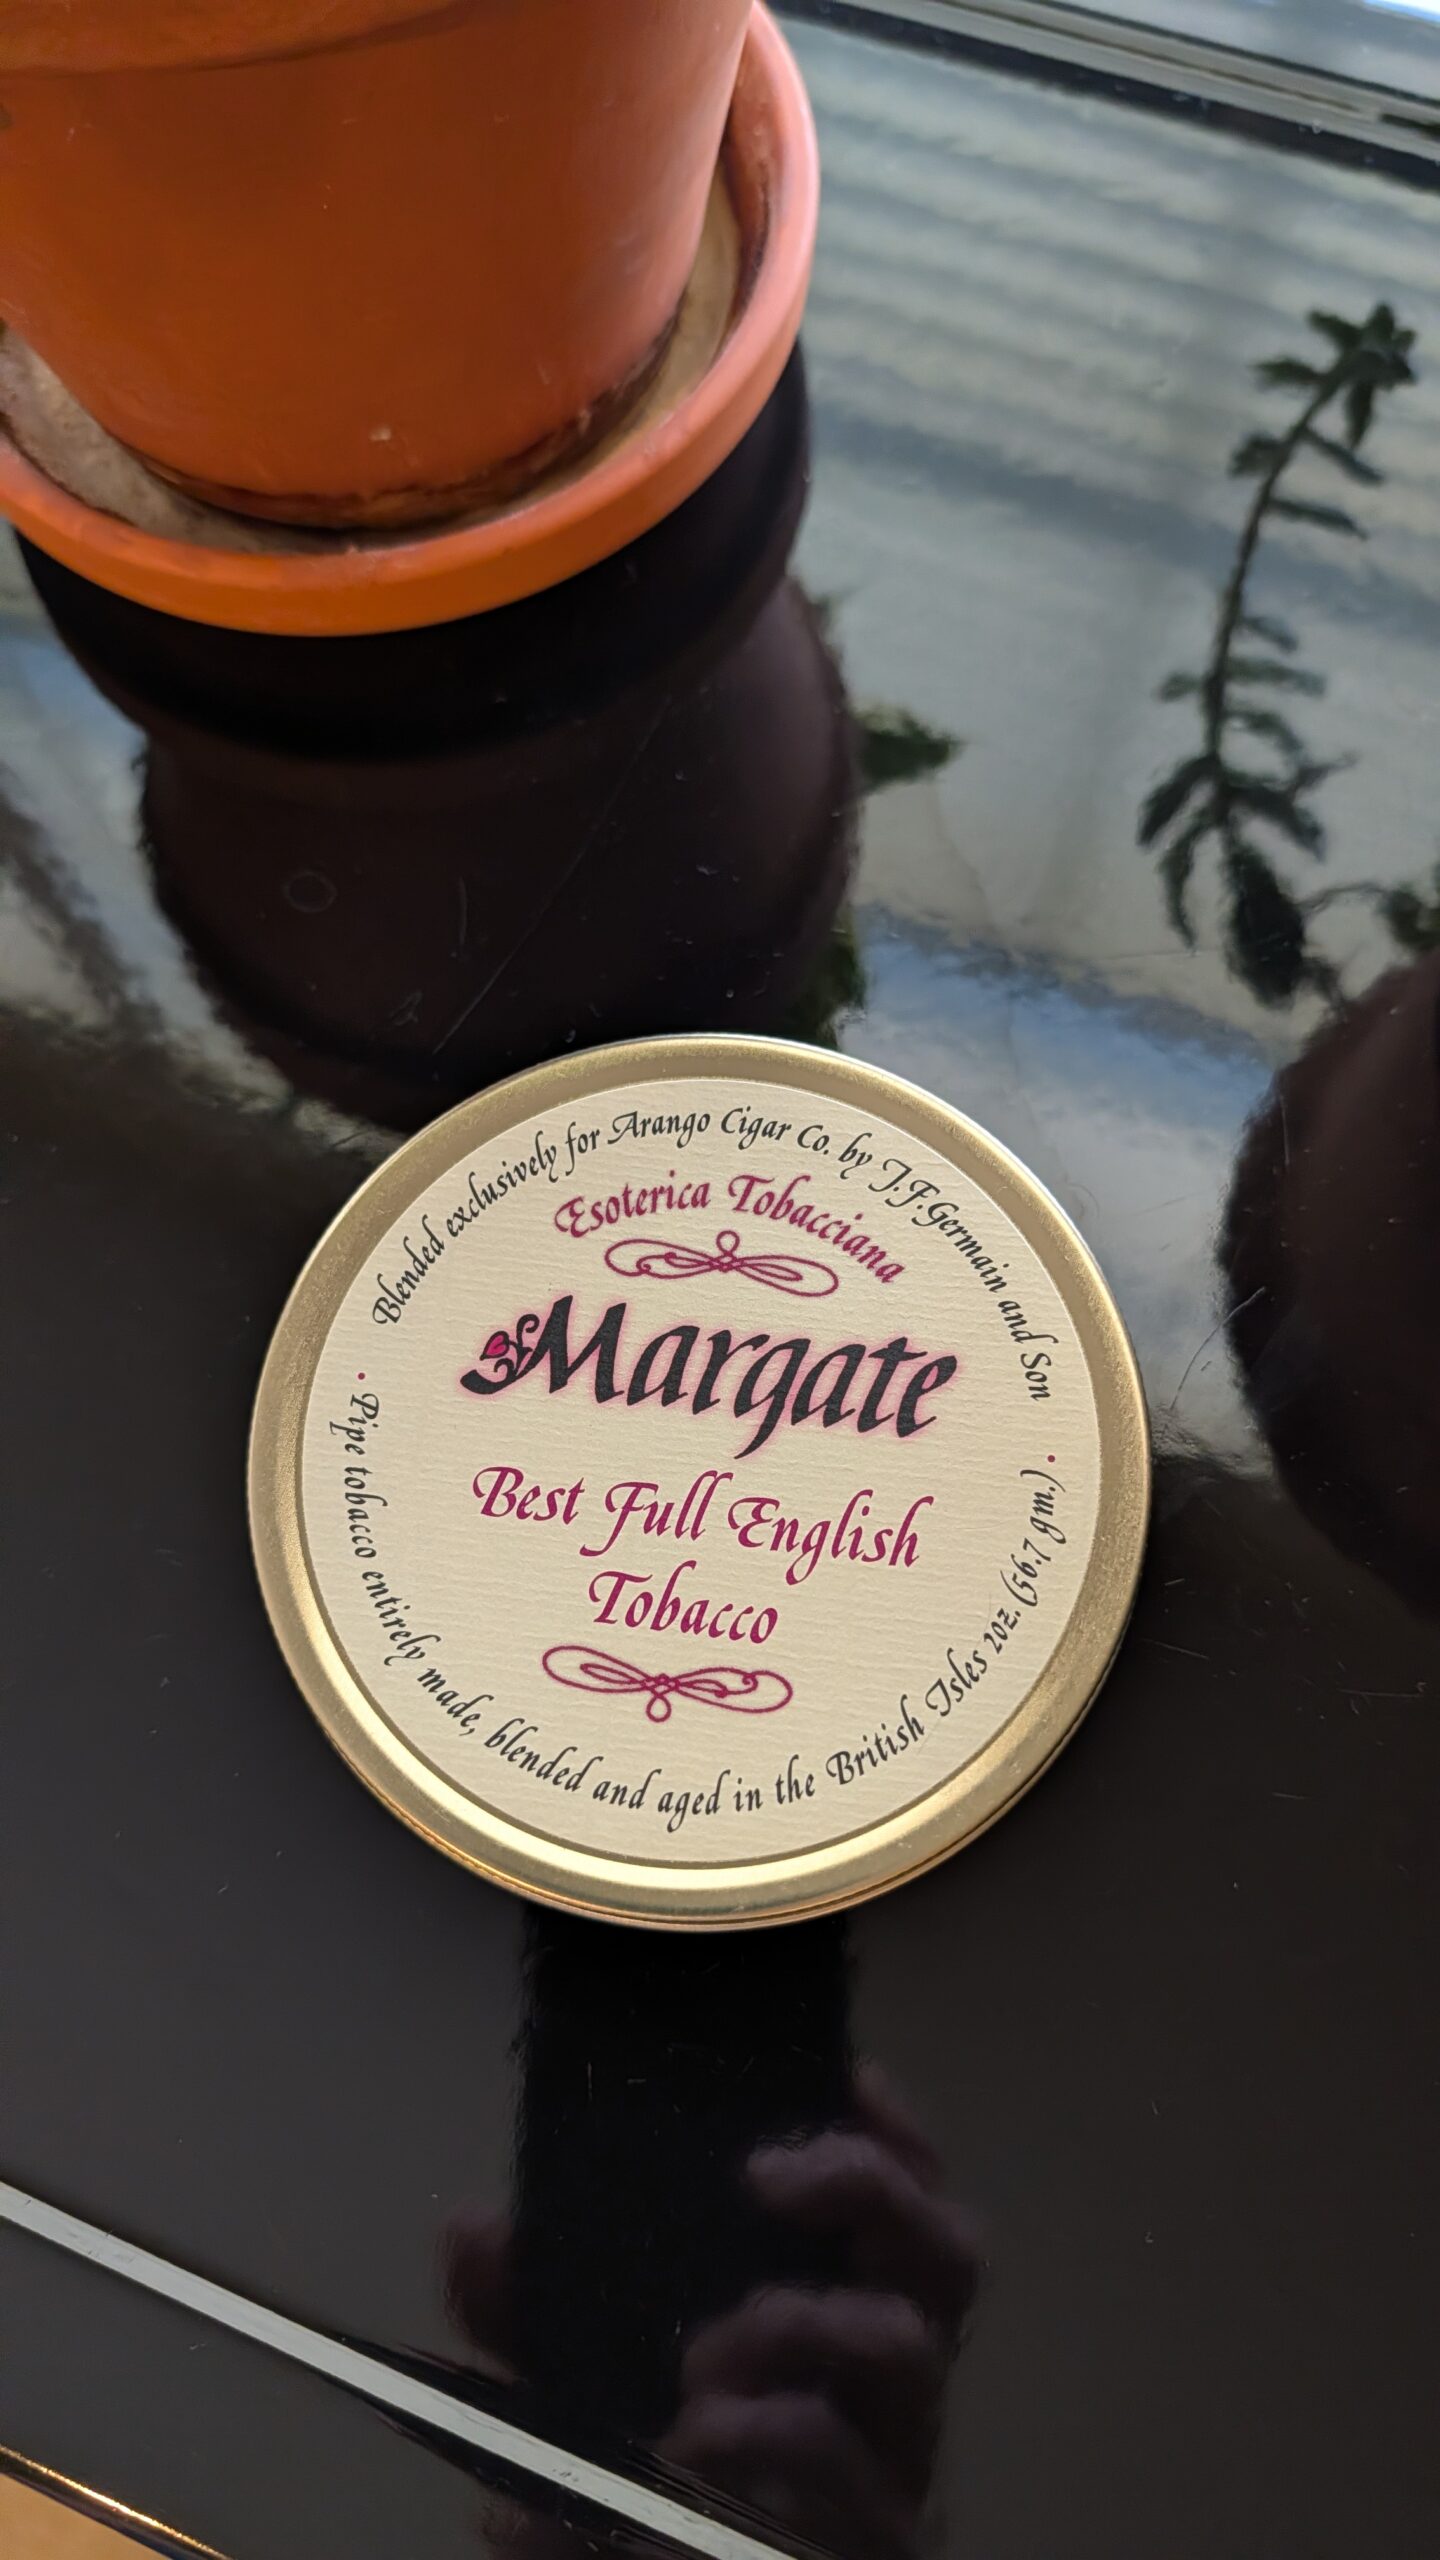 Blended exclusively for Arango Cigar Co. by J.F. Germain and Son
Esoterica Tobacciana
Margate
Best Full English
Tobacco
• Pipe tobacco entirely made, blended and aged in the British Isles 2oz. (56.7 gm.) •